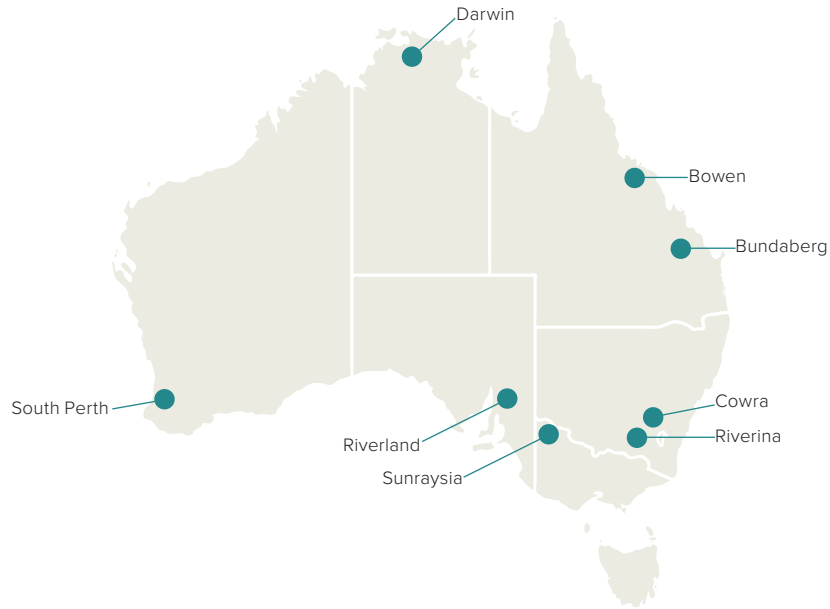 Darwin
Bowen
Bundaberg
South Perth
Cowra
Riverland
Riverina
Sunraysia